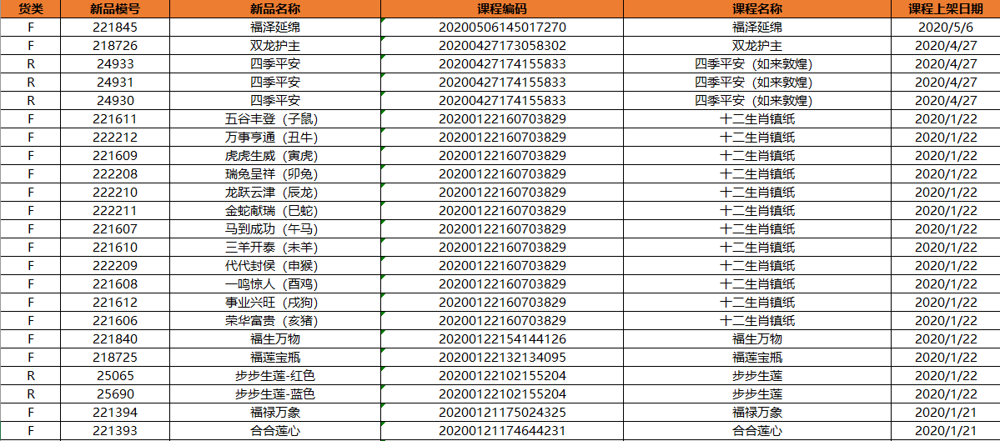 货类 新品模号 新品名称 课程编码 课程名称 课程上架日期
F 221845 福泽延绵 20200506145017270 福泽延绵 2020/5/6
F 218726 双龙护主 20200427173058302 双龙护主 2020/4/27
R 24933 四季平安 20200427174155833 四季平安（如来敦煌） 2020/4/27
R 24931 四季平安 20200427174155833 四季平安（如来敦煌） 2020/4/27
R 24930 四季平安 20200427174155833 四季平安（如来敦煌） 2020/4/27
F 221611 五谷丰登（子鼠） 20200122160703829 十二生肖镇纸 2020/1/22
F 222212 万事亨通（丑牛） 20200122160703829 十二生肖镇纸 2020/1/22
F 221609 虎虎生威（寅虎） 20200122160703829 十二生肖镇纸 2020/1/22
F 222208 瑞兔呈祥（卯兔） 20200122160703829 十二生肖镇纸 2020/1/22
F 222210 龙跃云津（辰龙） 20200122160703829 十二生肖镇纸 2020/1/22
F 222211 金蛇献瑞（巳蛇） 20200122160703829 十二生肖镇纸 2020/1/22
F 221607 马到成功（午马） 20200122160703829 十二生肖镇纸 2020/1/22
F 221610 三羊开泰（未羊） 20200122160703829 十二生肖镇纸 2020/1/22
F 222209 代代封侯（申猴） 20200122160703829 十二生肖镇纸 2020/1/22
F 221608 一鸣惊人（酉鸡） 20200122160703829 十二生肖镇纸 2020/1/22
F 221612 事业兴旺（戌狗） 20200122160703829 十二生肖镇纸 2020/1/22
F 221606 荣华富贵（亥猪） 20200122160703829 十二生肖镇纸 2020/1/22
F 221840 福生万物 20200122154144126 福生万物 2020/1/22
F 218725 福莲宝瓶 20200122132134095 福莲宝瓶 2020/1/22
R 25065 步步生莲-红色 20200122102155204 步步生莲 2020/1/22
R 25690 步步生莲-蓝色 20200122102155204 步步生莲 2020/1/22
F 221394 福禄万象 20200121175024325 福禄万象 2020/1/21
F 221393 合合莲心 20200121174644231 合合莲心 2020/1/21